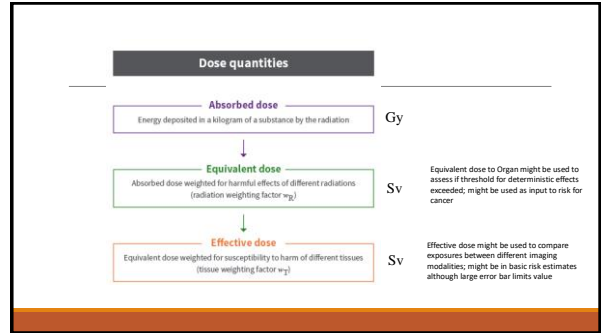 Dose quantities
Absorbed dose
Energy deposited in a kilogram of a substance by the radiation
Gy
Equivalent dose
Absorbed dose weighted for harmful effects of different radiations
(radiation weighting factor wR)
Sv
Equivalent dose to Organ might be used to
assess if threshold for deterministic effects
exceeded; might be used as input to risk for
cancer
Effective dose
Equivalent dose weighted for susceptibility to harm of different tissues
(tissue weighting factor wT)
Sv
Effective dose might be used to compare
exposures between different imaging
modalities; might be in basic risk estimates
although large error bar limits value